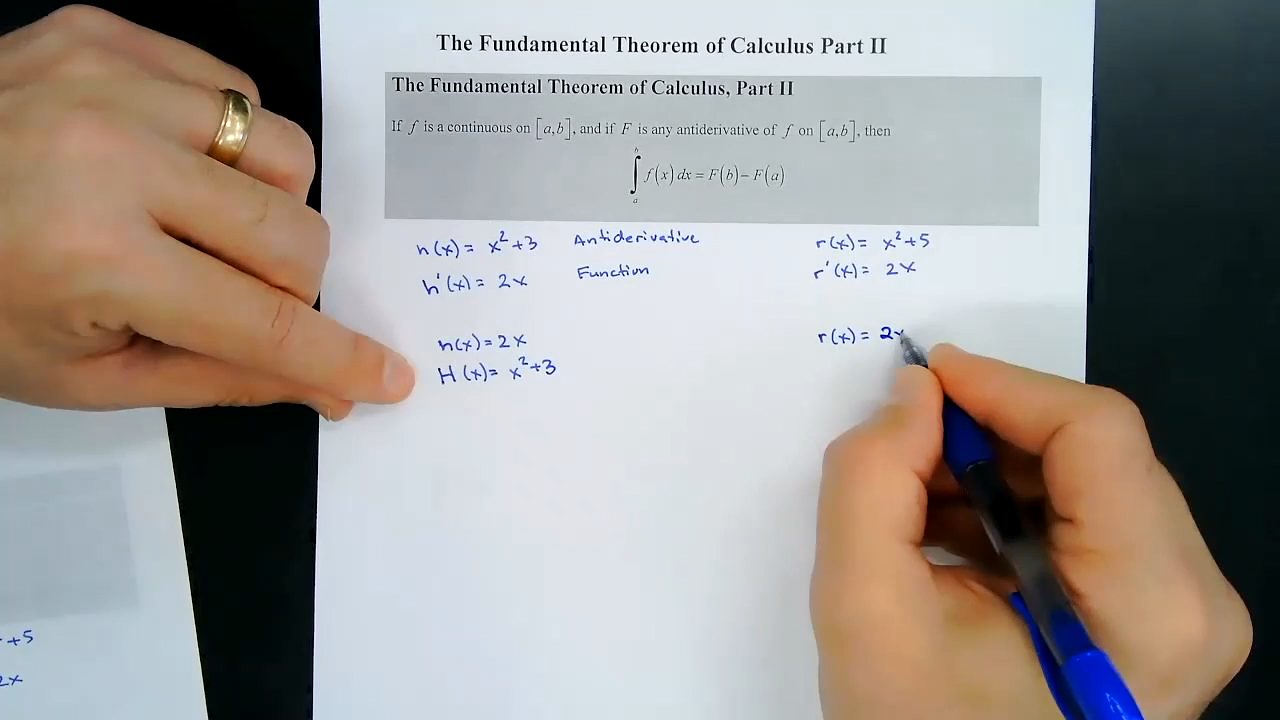 The Fundamental Theorem of Calculus Part II
The Fundamental Theorem of Calculus, Part II
If f is a continuous on [a,b], and if F is any antiderivative of f on [a,b], then
∫_a^b f(x) dx = F(b) − F(a)
h(x) = x²+3 Antiderivative r(x) = x²+5
h'(x) = 2x Function r'(x) = 2x
h(x) = 2x r(x) = 2x
H(x) = x²+3
+5
2x